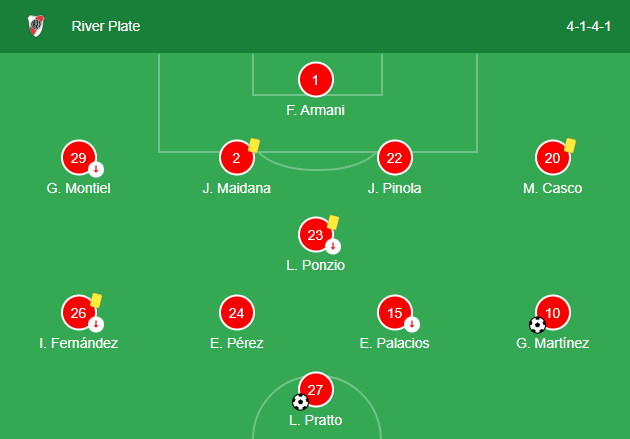 River Plate 4-1-4-1
1
F. Armani
29 2 22 20
G. Montiel J. Maidana J. Pinola M. Casco
23
L. Ponzio
26 24 15 10
I. Fernández E. Pérez E. Palacios G. Martínez
27
L. Pratto